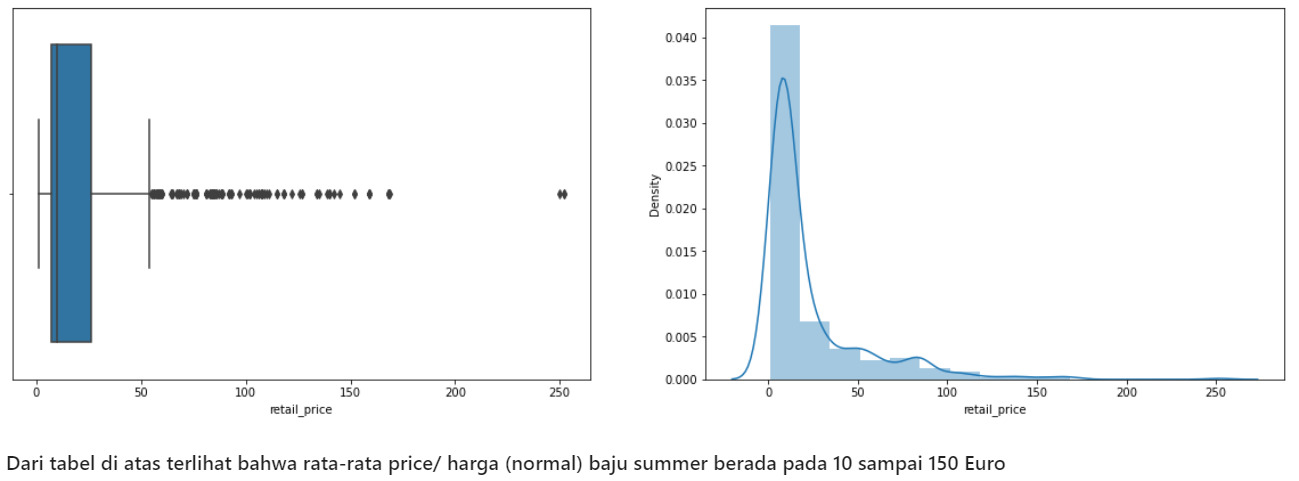 0 50 100 150 200 250
retail_price
0.040
0.035
0.030
0.025
0.020
0.015
0.010
0.005
0.000
Density
0 50 100 150 200 250
retail_price
Dari tabel di atas terlihat bahwa rata-rata price/ harga (normal) baju summer berada pada 10 sampai 150 Euro